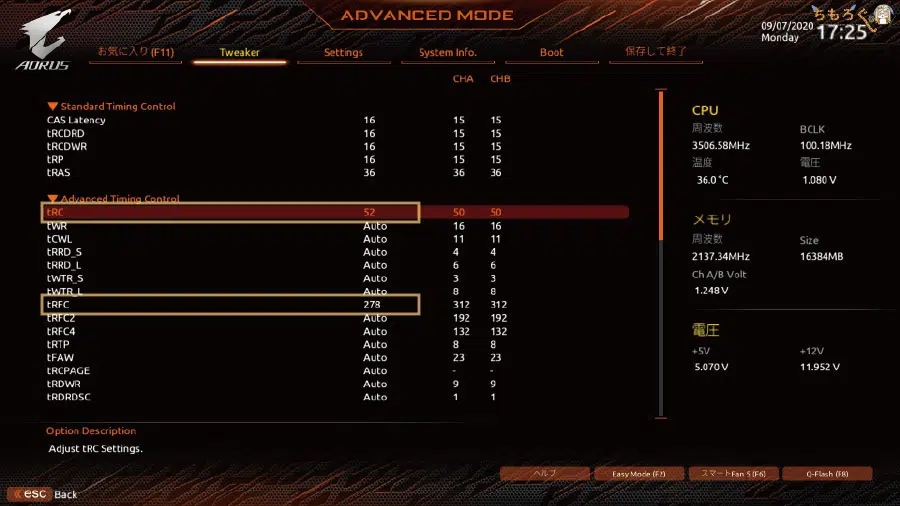 ADVANCED MODE
ちもろぐ
09/07/2020 17:25
Monday
AORUS
お気に入り (F11) Tweaker Settings System Info. Boot 保存して終了
CHA CHB
Standard Timing Control
CAS Latency 16 15 15
tRCDRD 16 15 15
tRCDWR 16 15 15
tRP 16 15 15
tRAS 36 36 36
Advanced Timing Control
tRC 52 50 50
tWR Auto 16 16
tCWL Auto 11 11
tRRD_S Auto 4 4
tRRD_L Auto 6 6
tWTR_S Auto 3 3
tWTR_L Auto 8 8
tRFC 278 312 312
tRFC2 Auto 192 192
tRFC4 Auto 132 132
tRTP Auto 8 8
tFAW Auto 23 23
tRCPAGE Auto - -
tRDWR Auto 9 9
tRDRDSC Auto 1 1
CPU
周波数 BCLK
3506.58MHz 100.18MHz
温度 電圧
36.0 °C 1.080 V
メモリ
周波数 Size
2137.34MHz 16384MB
Ch A/B Volt
1.248 V
電圧
+5V +12V
5.070 V 11.952 V
Option Description
Adjust tRC Settings.
ヘルプ Easy Mode (F2) スマート Fan 5 (F6) Q-Flash (F8)
esc Back